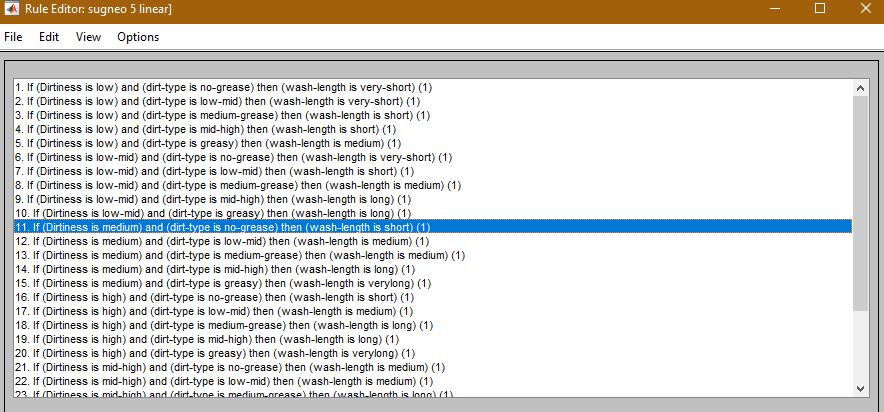 Rule Editor: sugneo 5 linear]
File Edit View Options
1. If (Dirtiness is low) and (dirt-type is no-grease) then (wash-length is very-short) (1)
2. If (Dirtiness is low) and (dirt-type is low-mid) then (wash-length is very-short) (1)
3. If (Dirtiness is low) and (dirt-type is medium-grease) then (wash-length is short) (1)
4. If (Dirtiness is low) and (dirt-type is mid-high) then (wash-length is short) (1)
5. If (Dirtiness is low) and (dirt-type is greasy) then (wash-length is medium) (1)
6. If (Dirtiness is low-mid) and (dirt-type is no-grease) then (wash-length is very-short) (1)
7. If (Dirtiness is low-mid) and (dirt-type is low-mid) then (wash-length is short) (1)
8. If (Dirtiness is low-mid) and (dirt-type is medium-grease) then (wash-length is medium) (1)
9. If (Dirtiness is low-mid) and (dirt-type is mid-high) then (wash-length is long) (1)
10. If (Dirtiness is low-mid) and (dirt-type is greasy) then (wash-length is long) (1)
11. If (Dirtiness is medium) and (dirt-type is no-grease) then (wash-length is short) (1)
12. If (Dirtiness is medium) and (dirt-type is low-mid) then (wash-length is medium) (1)
13. If (Dirtiness is medium) and (dirt-type is medium-grease) then (wash-length is medium) (1)
14. If (Dirtiness is medium) and (dirt-type is mid-high) then (wash-length is long) (1)
15. If (Dirtiness is medium) and (dirt-type is greasy) then (wash-length is verylong) (1)
16. If (Dirtiness is high) and (dirt-type is no-grease) then (wash-length is short) (1)
17. If (Dirtiness is high) and (dirt-type is low-mid) then (wash-length is medium) (1)
18. If (Dirtiness is high) and (dirt-type is medium-grease) then (wash-length is long) (1)
19. If (Dirtiness is high) and (dirt-type is mid-high) then (wash-length is long) (1)
20. If (Dirtiness is high) and (dirt-type is greasy) then (wash-length is verylong) (1)
21. If (Dirtiness is mid-high) and (dirt-type is no-grease) then (wash-length is medium) (1)
22. If (Dirtiness is mid-high) and (dirt-type is low-mid) then (wash-length is medium) (1)
23. If (Dirtiness is mid-high) and (dirt-type is medium-grease) then (wash-length is long) (1)